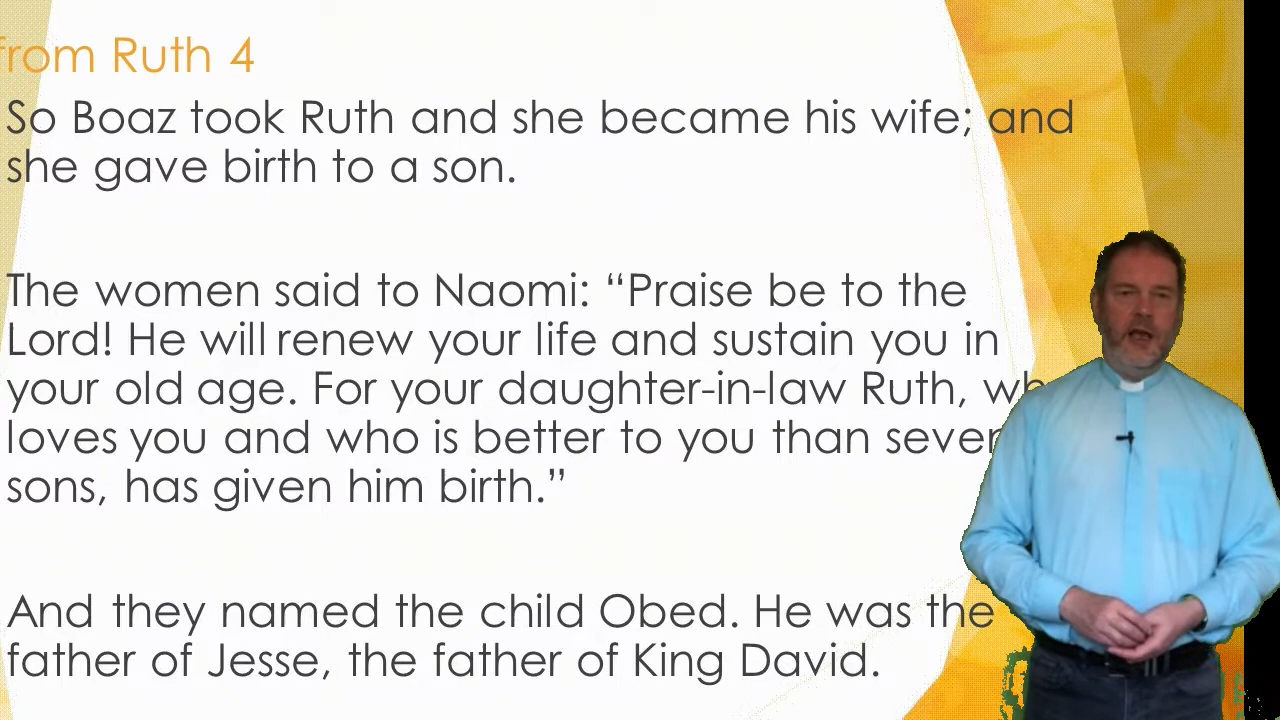 from Ruth 4
So Boaz took Ruth and she became his wife; and
she gave birth to a son.
The women said to Naomi: “Praise be to the
Lord! He will renew your life and sustain you in
your old age. For your daughter-in-law Ruth,
loves you and who is better to you than
sons, has given him birth.”
And they named the child Obed. He was the
father of Jesse, the father of King David.